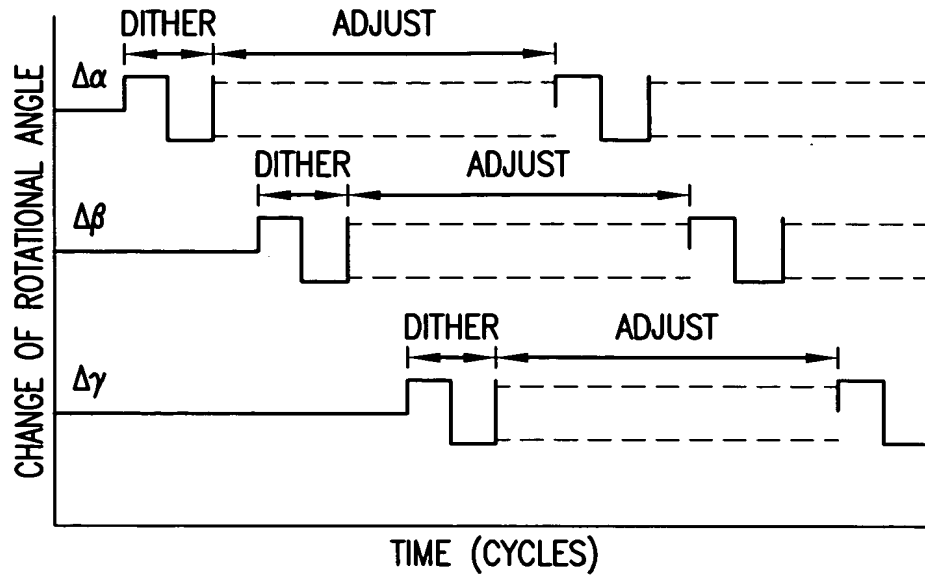 DITHER ADJUST
Δα
DITHER ADJUST
Δβ
DITHER ADJUST
Δγ
CHANGE OF ROTATIONAL ANGLE
TIME (CYCLES)